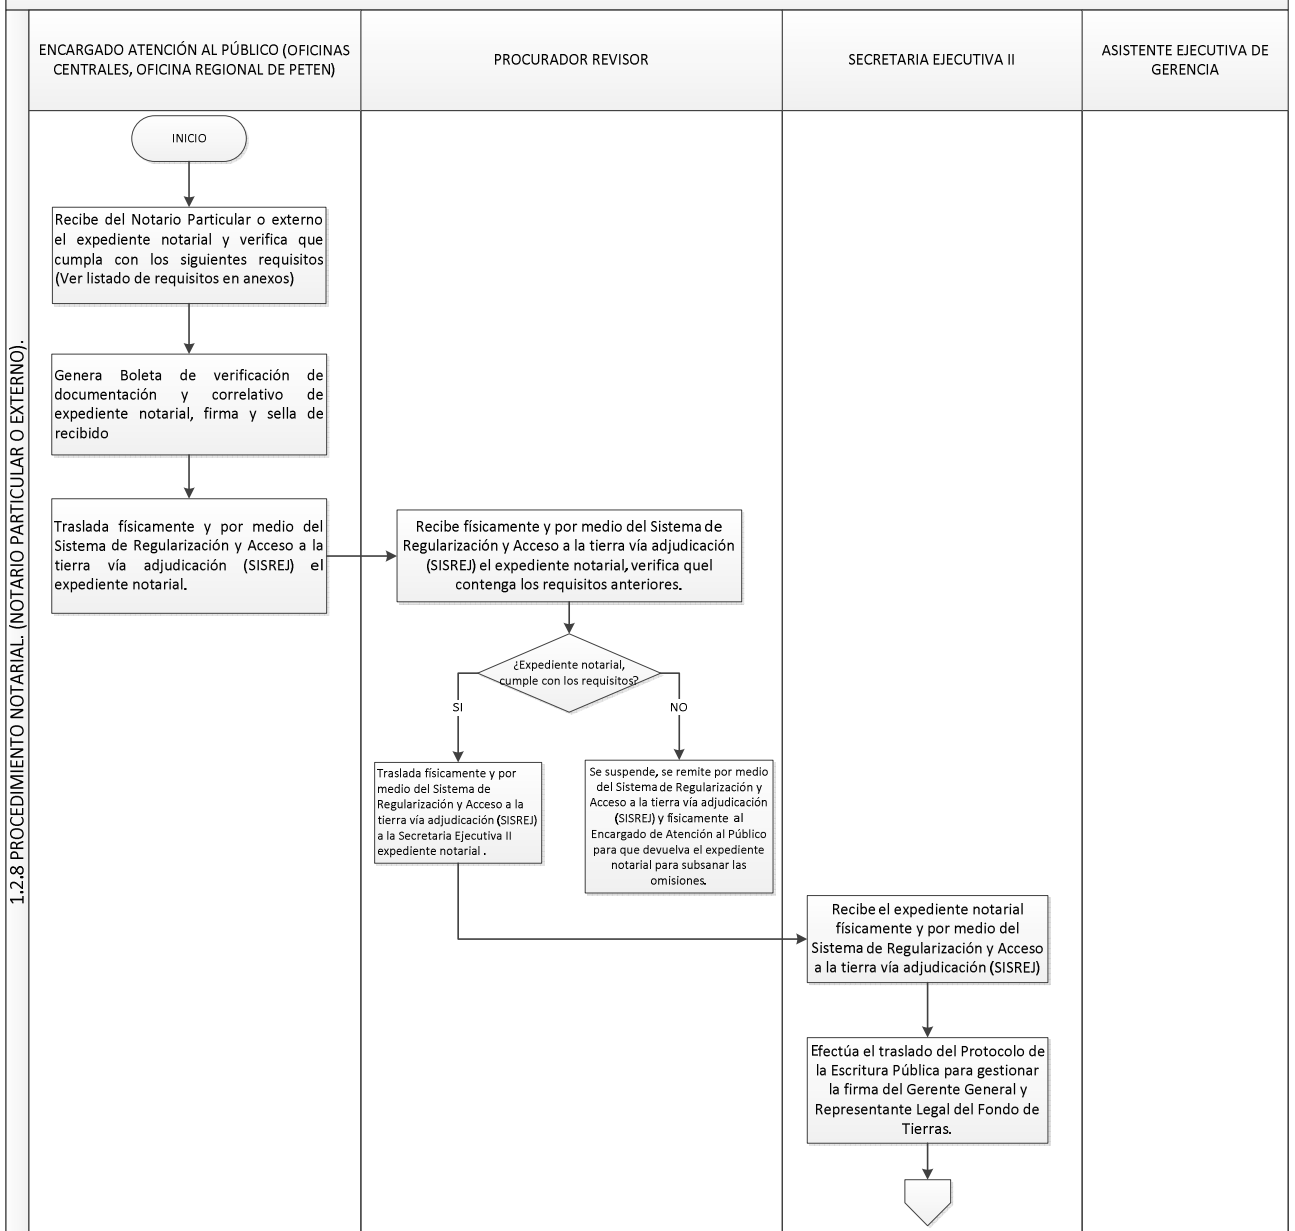 ENCARGADO ATENCIÓN AL PÚBLICO (OFICINAS
CENTRALES, OFICINA REGIONAL DE PETEN)
PROCURADOR REVISOR
SECRETARIA EJECUTIVA II
ASISTENTE EJECUTIVA DE
GERENCIA
1.2.8 PROCEDIMIENTO NOTARIAL. (NOTARIO PARTICULAR O EXTERNO).
INICIO
Recibe del Notario Particular o externo
el expediente notarial y verifica que
cumpla con los siguientes requisitos
(Ver listado de requisitos en anexos)
Genera Boleta de verificación de
documentación y correlativo de
expediente notarial, firma y sella de
recibido
Traslada físicamente y por medio del
Sistema de Regularización y Acceso a la
tierra vía adjudicación (SISREJ) el
expediente notarial.
Recibe físicamente y por medio del Sistema de
Regularización y Acceso a la tierra vía adjudicación
(SISREJ) el expediente notarial, verifica quel
contenga los requisitos anteriores.
¿Expediente notarial,
cumple con los requisitos?
SI
NO
Traslada físicamente y por
medio del Sistema de
Regularización y Acceso a la
tierra vía adjudicación (SISREJ)
a la Secretaria Ejecutiva II
expediente notarial .
Se suspende, se remite por medio
del Sistema de Regularización y
Acceso a la tierra vía adjudicación
(SISREJ) y físicamente al
Encargado de Atención al Público
para que devuelva el expediente
notarial para subsanar las
omisiones.
Recibe el expediente notarial
físicamente y por medio del
Sistema de Regularización y Acceso
a la tierra vía adjudicación (SISREJ)
Efectúa el traslado del Protocolo de
la Escritura Pública para gestionar
la firma del Gerente General y
Representante Legal del Fondo de
Tierras.